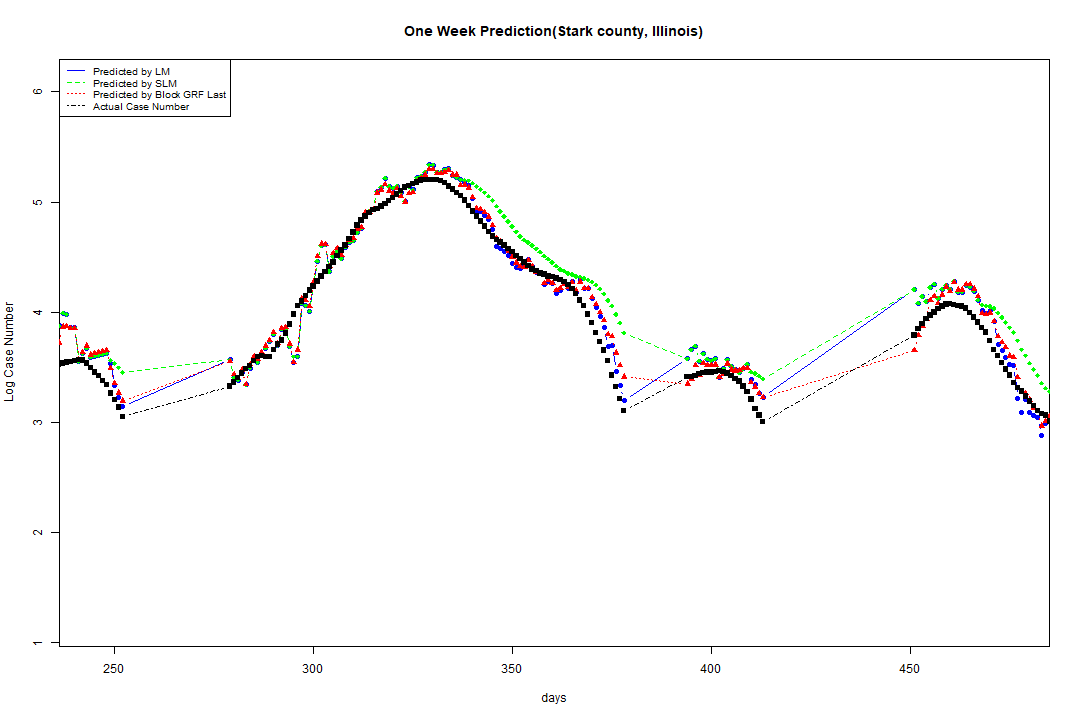 One Week Prediction(Stark county, Illinois)
Predicted by LM
Predicted by SLM
Predicted by Block GRF Last
Actual Case Number
6
5
4
3
2
1
Log Case Number
250
300
350
400
450
days